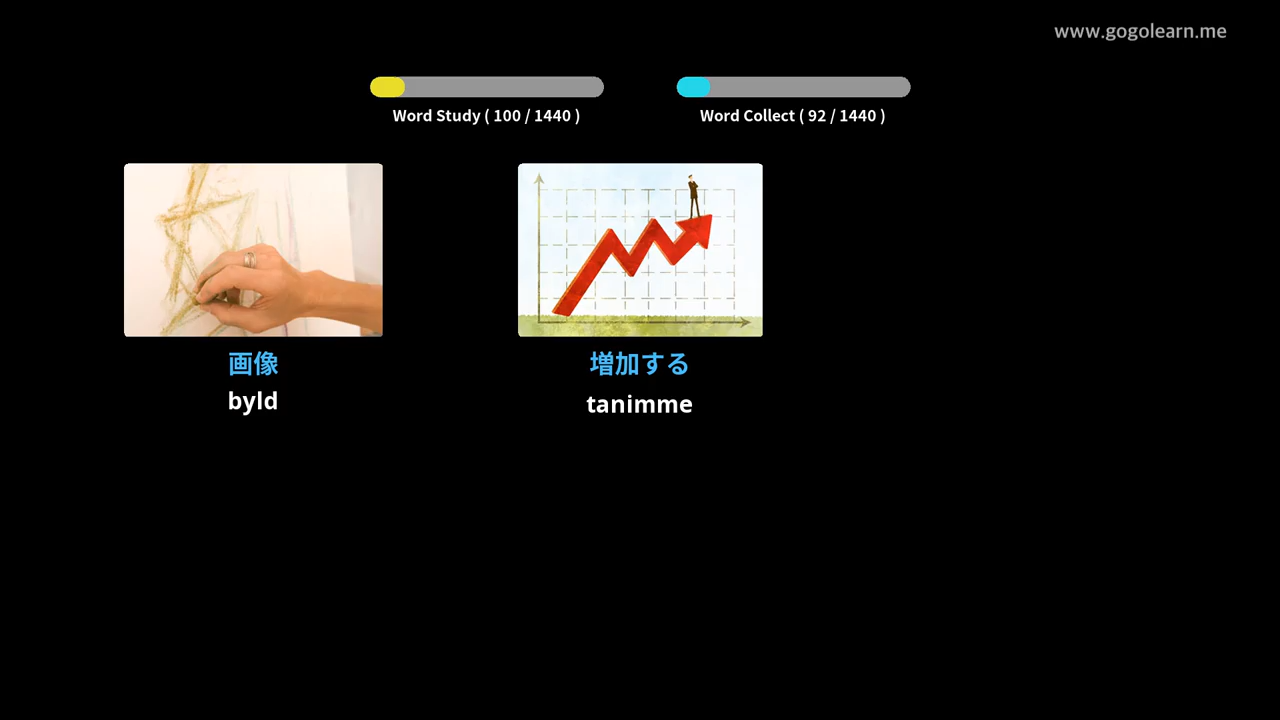 www.gogolearn.me
Word Study ( 100 / 1440 )
Word Collect ( 92 / 1440 )
画像
byld
増加する
tanimme